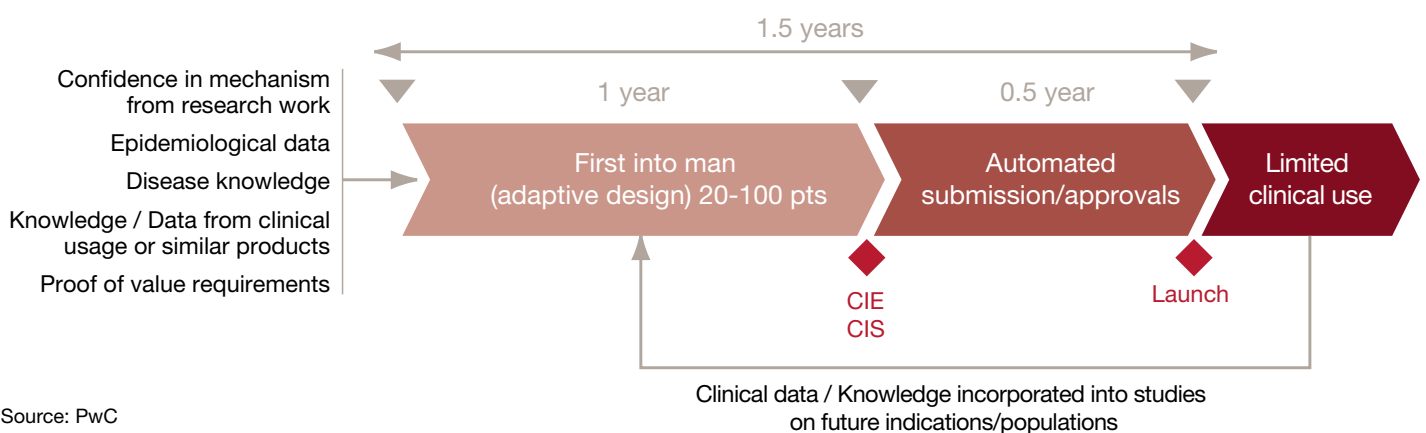 1.5 years
Confidence in mechanism
from research work
Epidemiological data
Disease knowledge
Knowledge / Data from clinical
usage or similar products
Proof of value requirements
1 year
0.5 year
First into man
(adaptive design) 20-100 pts
Automated
submission/approvals
Limited
clinical use
CIE
CIS
Launch
Clinical data / Knowledge incorporated into studies
on future indications/populations
Source: PwC